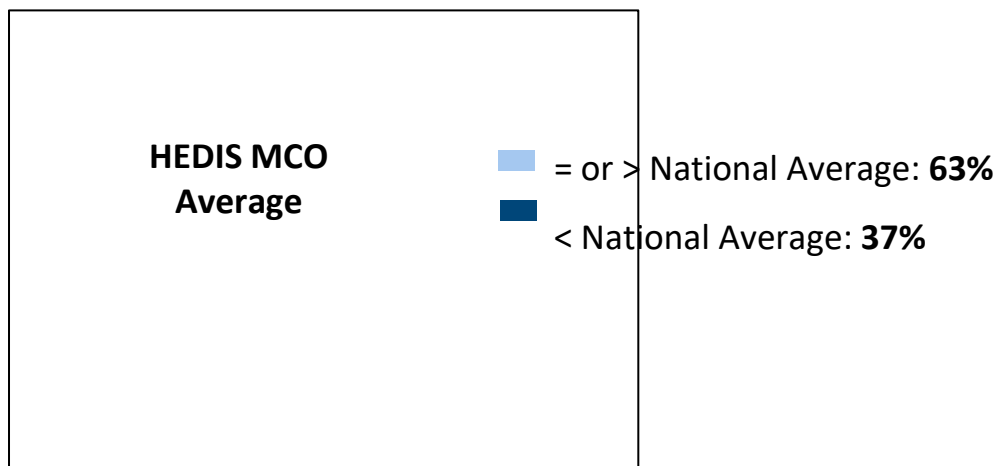 HEDIS MCO
Average
= or > National Average: 63%
< National Average: 37%